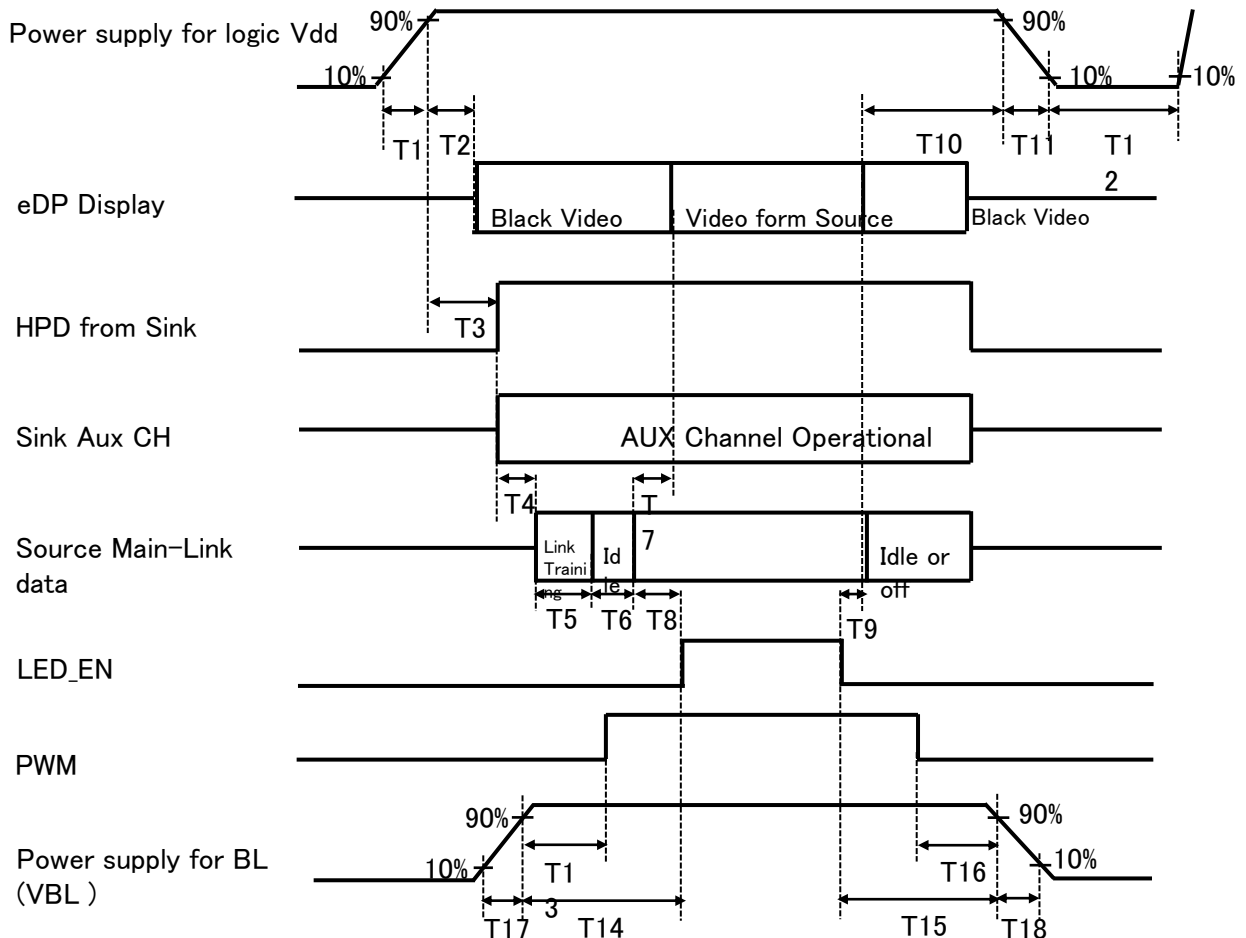 Power supply for logic Vdd
90%
90%
10%
10%
10%
T1
T2
T10
T11
T1
2
eDP Display
Black Video
Video form Source
Black Video
HPD from Sink
T3
Sink Aux CH
AUX Channel Operational
T4
T
7
Source Main-Link
data
Link
Traini
ng
Id
le
Idle or
off
T5
T6
T8
T9
LED_EN
PWM
90%
90%
Power supply for BL
(VBL )
10%
10%
T1
3
T16
T17
T14
T15
T18